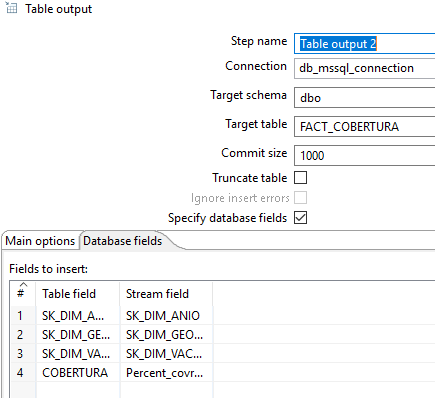 Table output
Step name Table output 2
Connection db_mssql_connection
Target schema dbo
Target table FACT_COBERTURA
Commit size 1000
Truncate table
Ignore insert errors
Specify database fields
Main options Database fields
Fields to insert:
# Table field Stream field
1 SK_DIM_A... SK_DIM_ANIO
2 SK_DIM_GE... SK_DIM_GEO...
3 SK_DIM_VA... SK_DIM_VAC...
4 COBERTURA Percent_covr...